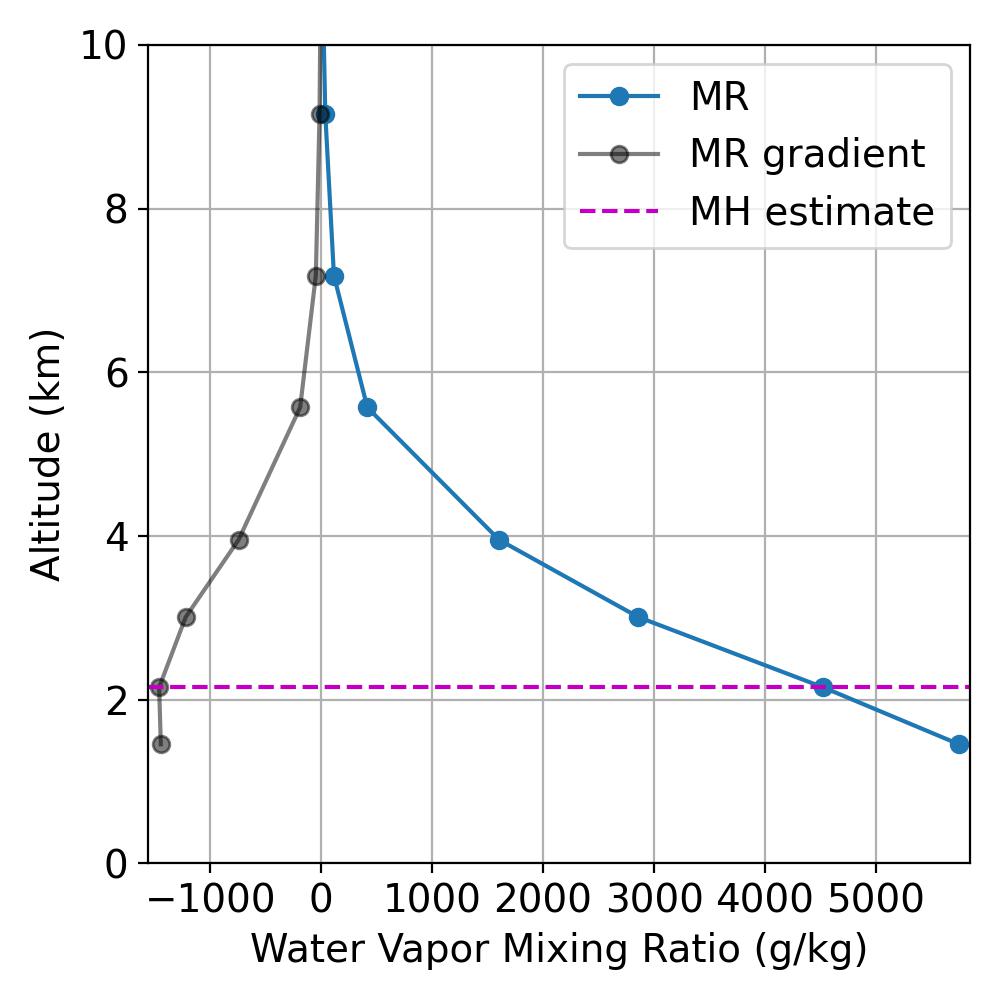 10
8
6
4
2
0
Altitude (km)
MR
MR gradient
MH estimate
−1000 0 1000 2000 3000 4000 5000
Water Vapor Mixing Ratio (g/kg)